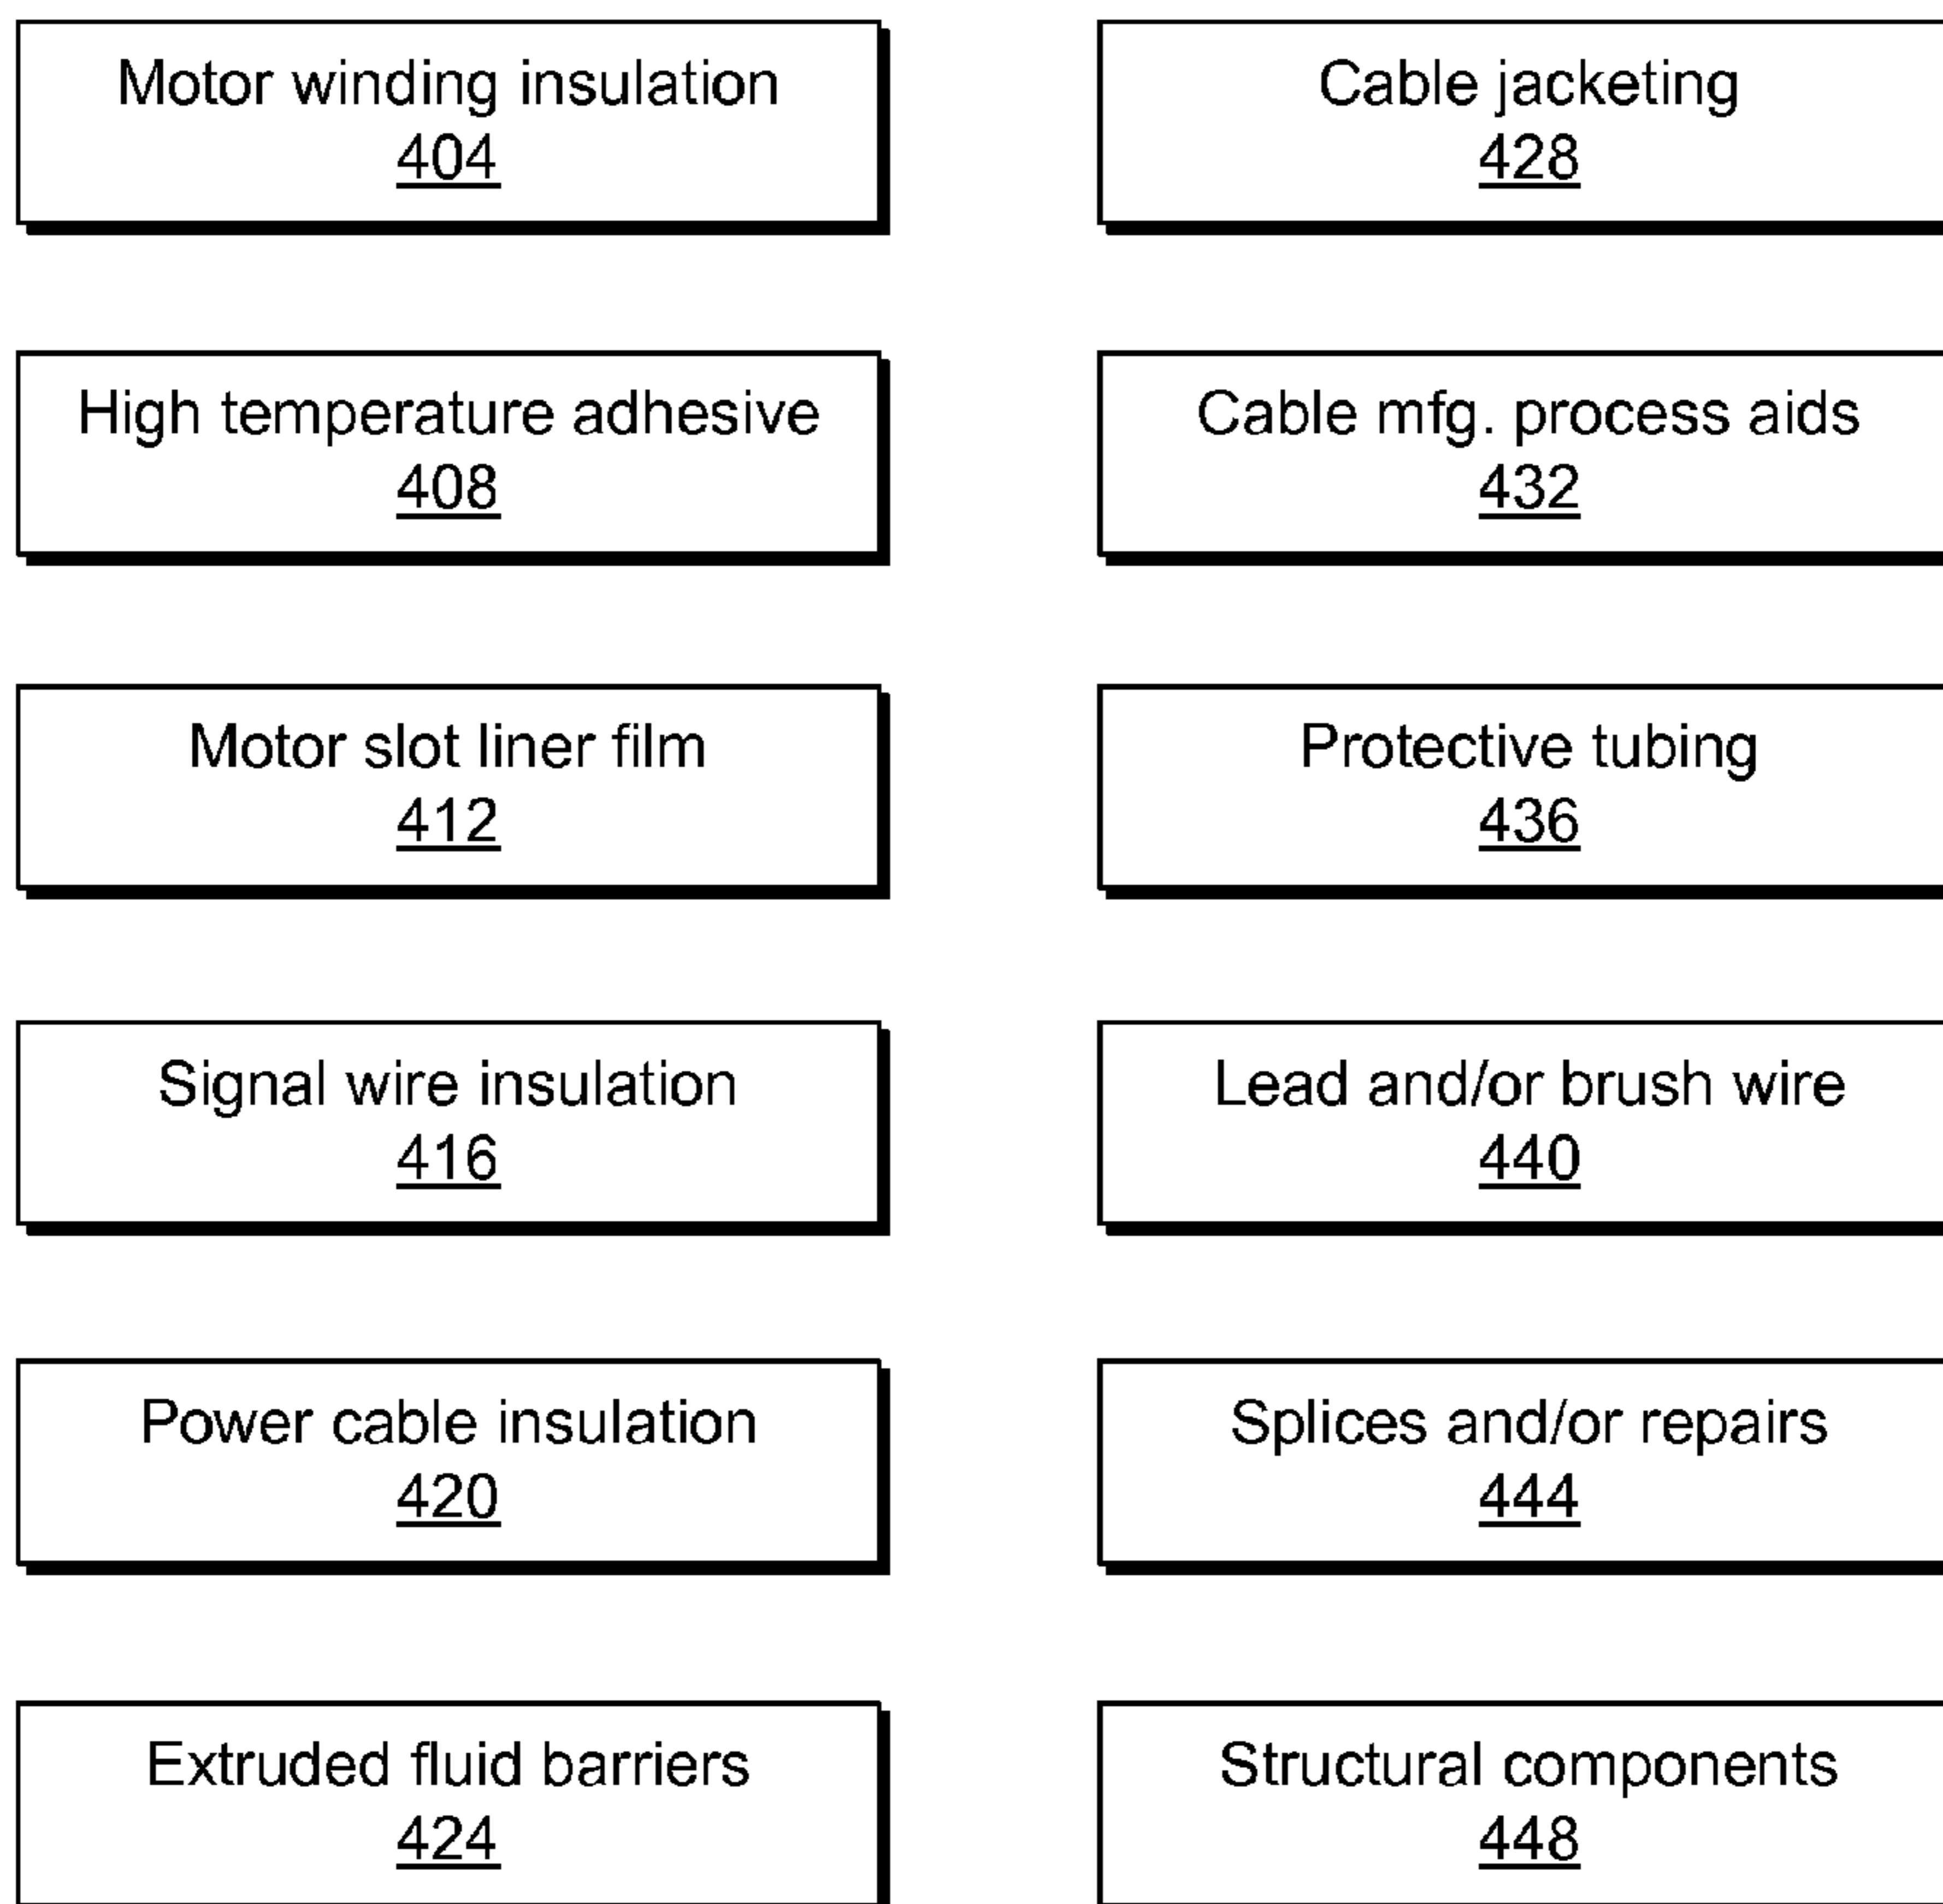 Motor winding insulation
404
High temperature adhesive
408
Motor slot liner film
412
Signal wire insulation
416
Power cable insulation
420
Extruded fluid barriers
424
Cable jacketing
428
Cable mfg. process aids
432
Protective tubing
436
Lead and/or brush wire
440
Splices and/or repairs
444
Structural components
448